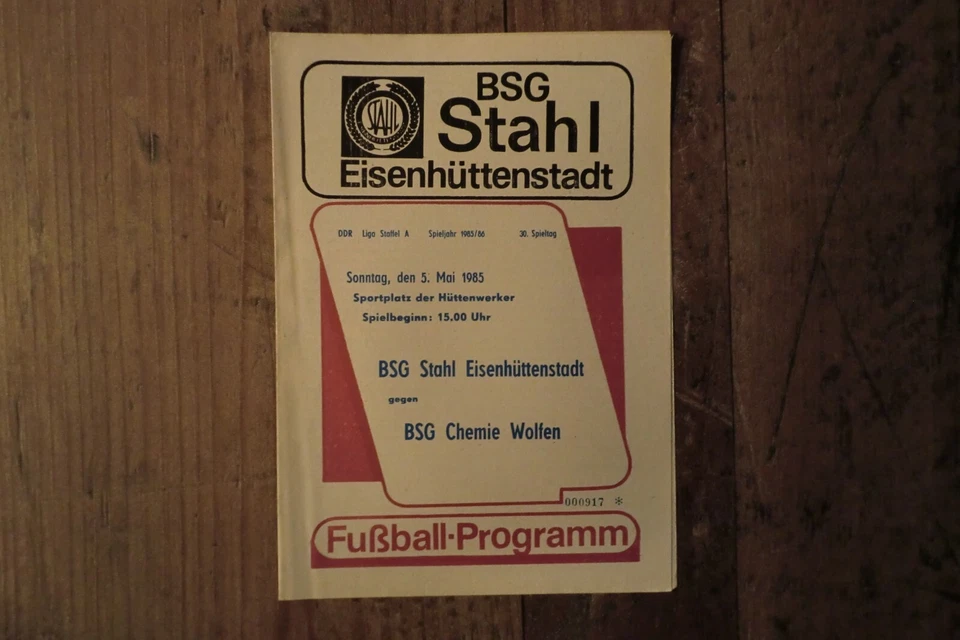 BSG
STAHL
Stahl
Eisenhüttenstadt
DDR Liga Staffel A Spieljahr 1985/86 30. Spieltag
Sonntag, den 5. Mai 1985
Sportplatz der Hüttenwerker
Spielbeginn: 15.00 Uhr
BSG Stahl Eisenhüttenstadt
gegen
BSG Chemie Wolfen
000917 *
Fußball-Programm